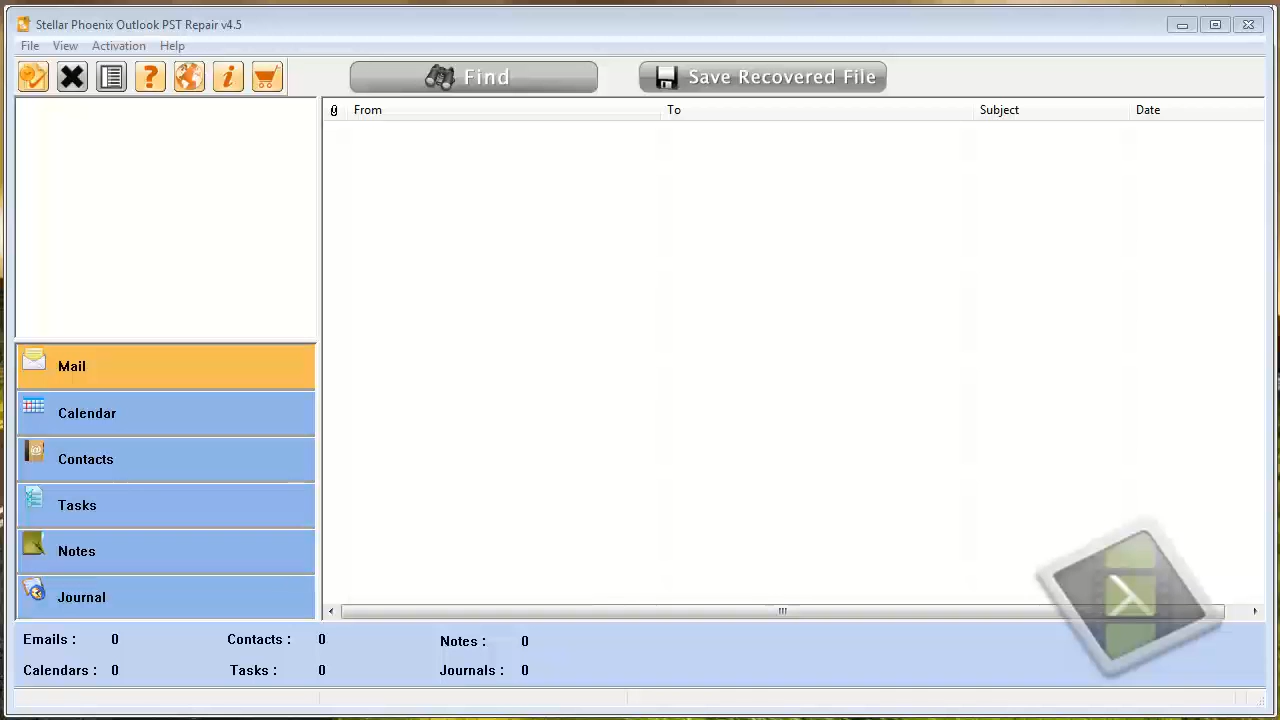 Stellar Phoenix Outlook PST Repair v4.5
File View Activation Help
Find Save Recovered File
From To Subject Date
Mail
Calendar
Contacts
Tasks
Notes
Journal
Emails : 0 Contacts : 0 Notes : 0
Calendars : 0 Tasks : 0 Journals : 0